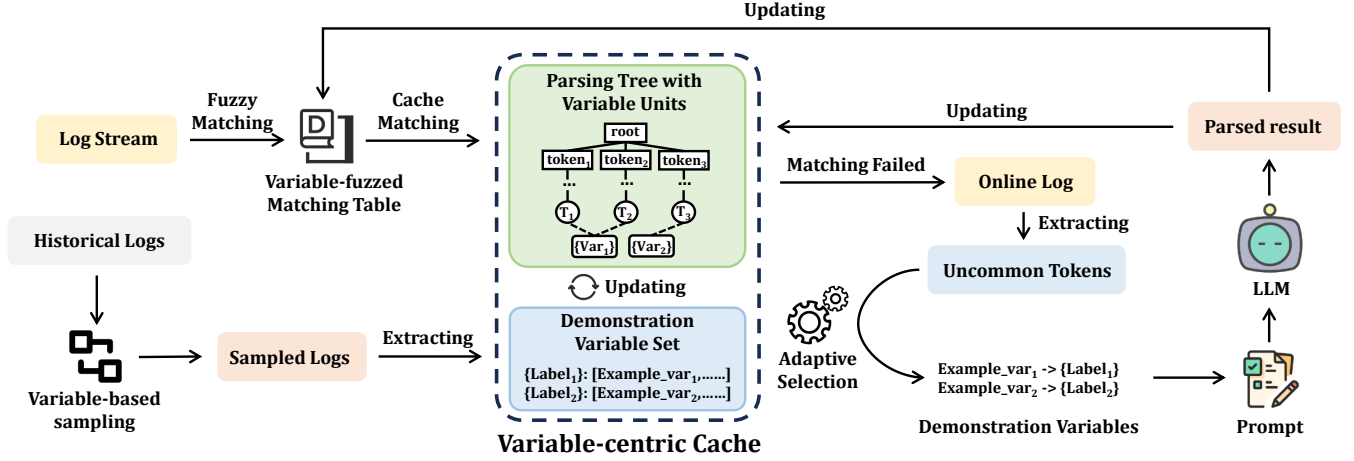 Updating
Log Stream
Fuzzy
Matching
D
Variable-fuzzed
Matching Table
Cache
Matching
Parsing Tree with
Variable Units
root
token₁ token₂ token₃
... ... ...
T₁ T₂ T₃
{Var₁} {Var₂}
Updating
Demonstration
Variable Set
{Label₁}: [Example_var₁,......]
{Label₂}: [Example_var₂,......]
Variable-centric Cache
Historical Logs
Variable-based
sampling
Sampled Logs
Extracting
Updating
Parsed result
Matching Failed
Online Log
Extracting
Uncommon Tokens
Adaptive
Selection
Example_var₁ -> {Label₁}
Example_var₂ -> {Label₂}
Demonstration Variables
Prompt
LLM